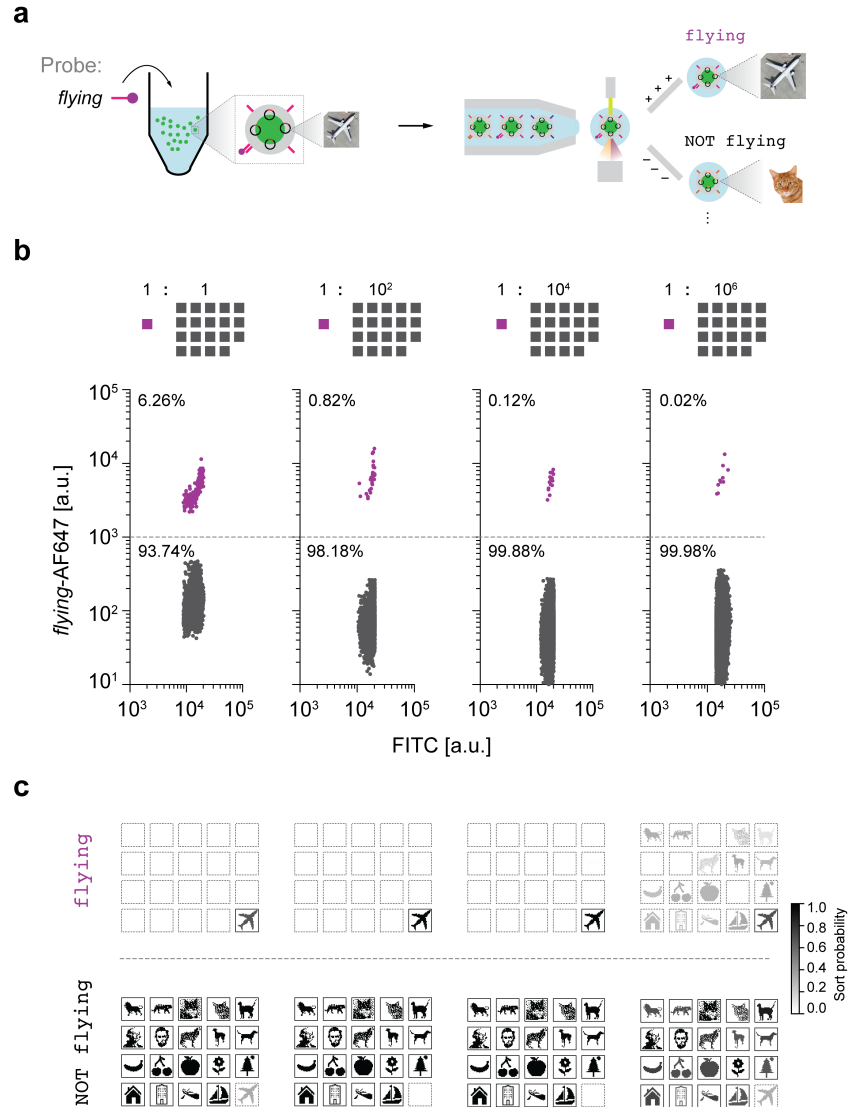 a
Probe:
flying
flying
+ + +
NOT flying
− − −
⋮
b
1 : 1
1 : 10²
1 : 10⁴
1 : 10⁶
flying-AF647 [a.u.]
10⁵
10⁴
10³
10²
10¹
6.26%
0.82%
0.12%
0.02%
93.74%
98.18%
99.88%
99.98%
10³ 10⁴ 10⁵
10³ 10⁴ 10⁵
10³ 10⁴ 10⁵
10³ 10⁴ 10⁵
FITC [a.u.]
c
flying
NOT flying
1.0
0.8
0.6
0.4
0.2
0.0
Sort probability